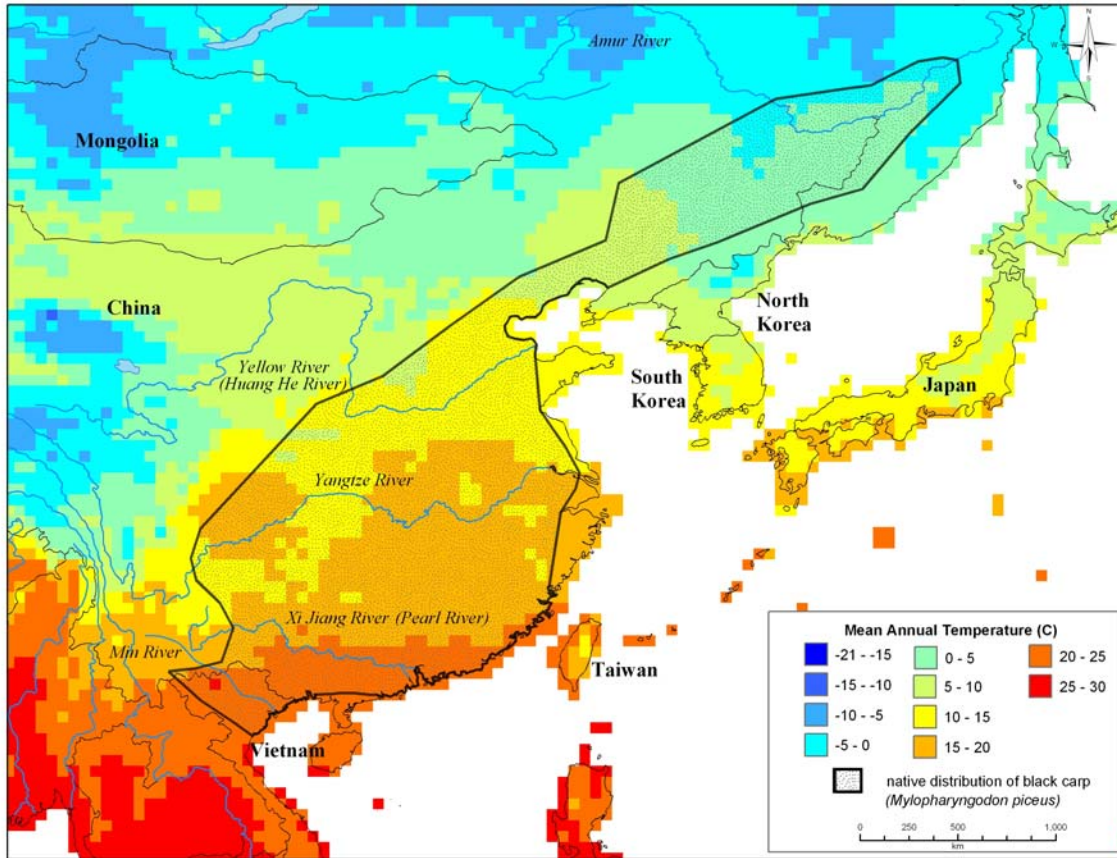 Amur River
N
W
E
S
Mongolia
China
North
Korea
Yellow River
(Huang He River)
South
Korea
Japan
Yangtze River
Xi Jiang River (Pearl River)
Min River
Taiwan
Vietnam
Mean Annual Temperature (C)
-21 - -15
-15 - -10
-10 - -5
-5 - 0
0 - 5
5 - 10
10 - 15
15 - 20
20 - 25
25 - 30
native distribution of black carp
(Mylopharyngodon piceus)
0 250 500 1,000
km